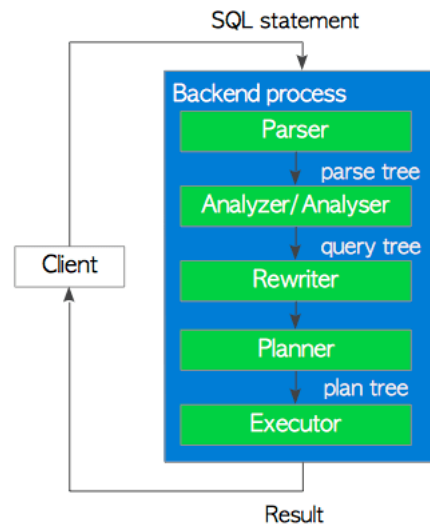 SQL statement
Backend process
Parser
parse tree
Analyzer/Analyser
query tree
Client
Rewriter
Planner
plan tree
Executor
Result